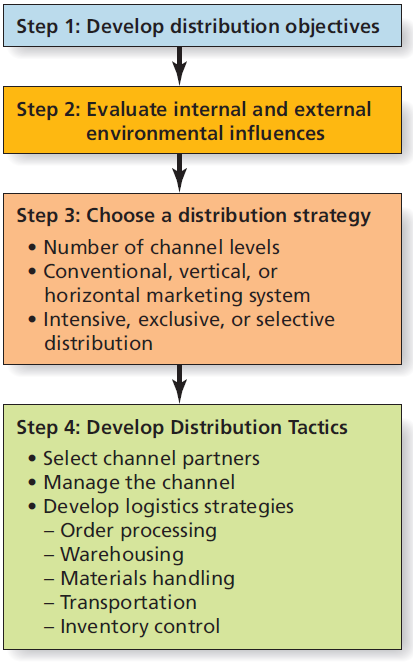 Step 1: Develop distribution objectives
Step 2: Evaluate internal and external
environmental influences
Step 3: Choose a distribution strategy
• Number of channel levels
• Conventional, vertical, or
horizontal marketing system
• Intensive, exclusive, or selective
distribution
Step 4: Develop Distribution Tactics
• Select channel partners
• Manage the channel
• Develop logistics strategies
– Order processing
– Warehousing
– Materials handling
– Transportation
– Inventory control